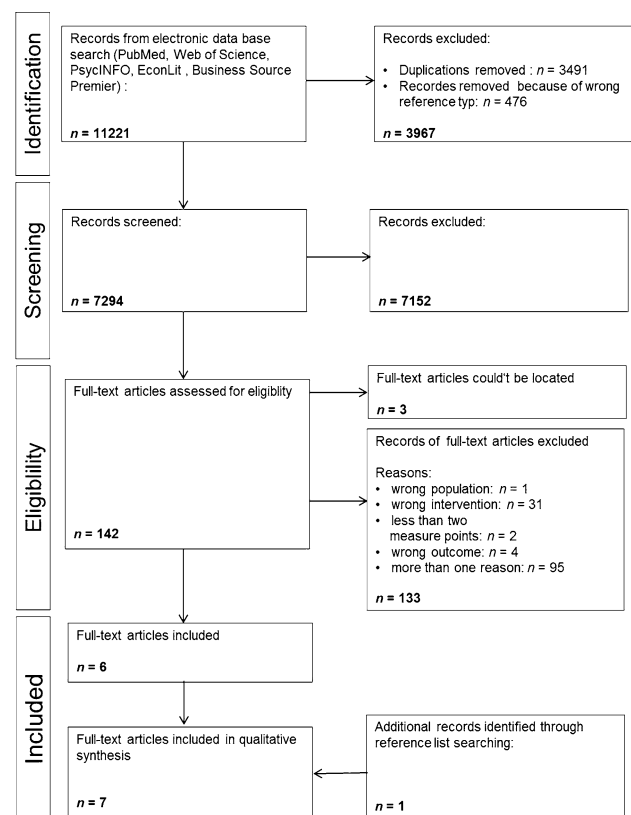 Identification
Records from electronic data base
search (PubMed, Web of Science,
PsycINFO, EconLit , Business Source
Premier) :
n = 11221
Records excluded:
• Duplications removed : n = 3491
• Recordes removed because of wrong
reference typ: n = 476
n = 3967
Screening
Records screened:
n = 7294
Records excluded:
n = 7152
Eligiblility
Full-text articles assessed for eligiblity
n = 142
Full-text articles could't be located
n = 3
Records of full-text articles excluded
Reasons:
• wrong population: n = 1
• wrong intervention: n = 31
• less than two
measure points: n = 2
• wrong outcome: n = 4
• more than one reason: n = 95
n = 133
Included
Full-text articles included
n = 6
Full-text articles included in qualitative
synthesis
n = 7
Additional records identified through
reference list searching:
n = 1